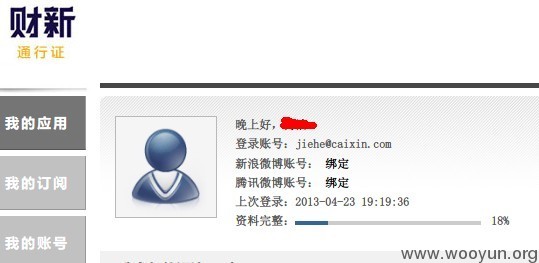 财新
通行证
我的应用
我的订阅
我的账号
晚上好，
登录账号：jiehe@caixin.com
新浪微博账号： 绑定
腾讯微博账号： 绑定
上次登录：2013-04-23 19:19:36
资料完整： 18%
www.wooyun.org